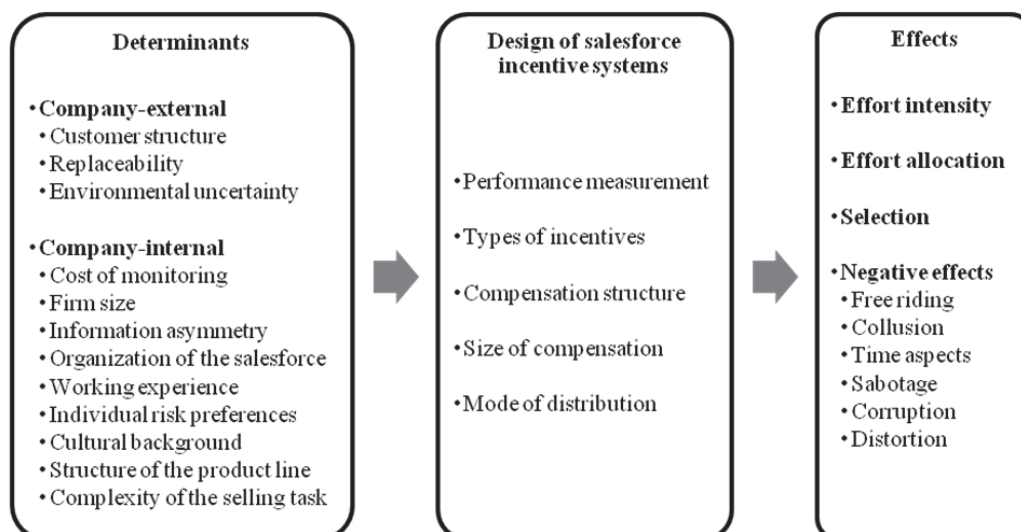 Determinants
• Company-external
• Customer structure
• Replaceability
• Environmental uncertainty
• Company-internal
• Cost of monitoring
• Firm size
• Information asymmetry
• Organization of the salesforce
• Working experience
• Individual risk preferences
• Cultural background
• Structure of the product line
• Complexity of the selling task
Design of salesforce
incentive systems
• Performance measurement
• Types of incentives
• Compensation structure
• Size of compensation
• Mode of distribution
Effects
• Effort intensity
• Effort allocation
• Selection
• Negative effects
• Free riding
• Collusion
• Time aspects
• Sabotage
• Corruption
• Distortion